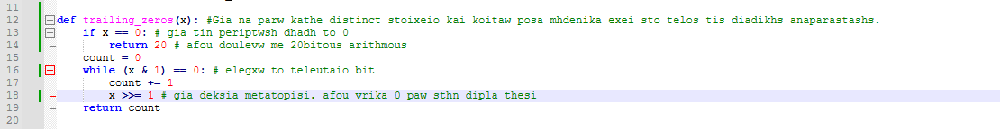 11
12 def trailing_zeros(x): #Gia na parw kathe distinct stoixeio kai koitaw posa mhdenika exei sto telos tis diadikhs anaparastashs.
13 if x == 0: # gia tin periptwsh dhadh to 0
14 return 20 # afou doulevw me 20bitous arithmous
15 count = 0
16 while (x & 1) == 0: # elegxw to teleutaio bit
17 count += 1
18 x >>= 1 # gia deksia metatopisi. afou vrika 0 paw sthn dipla thesi
19 return count
20